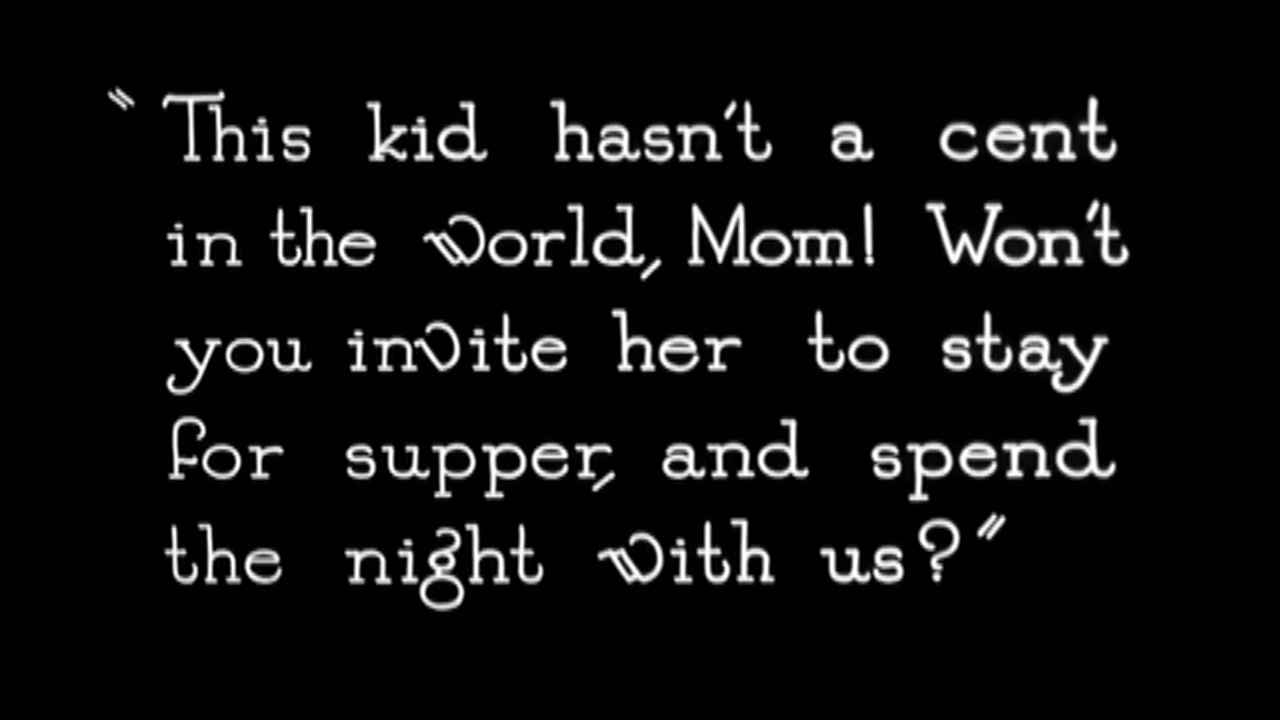 "This kid hasn't a cent
in the world, Mom! Won't
you invite her to stay
for supper, and spend
the night with us?"